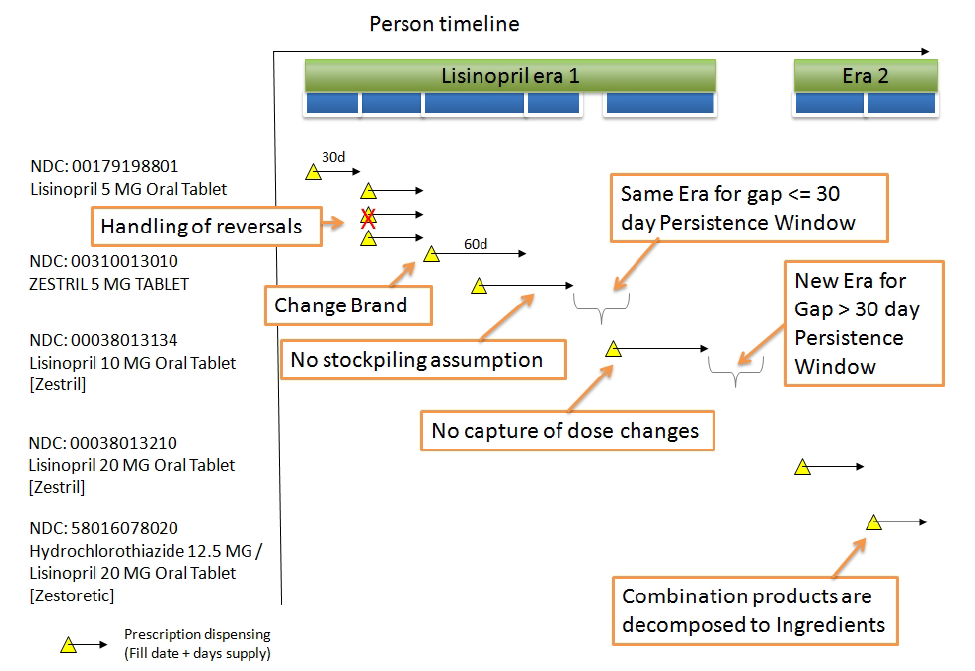 Person timeline
Lisinopril era 1
Era 2
NDC: 00179198801
Lisinopril 5 MG Oral Tablet
30d
Handling of reversals
Same Era for gap <= 30
day Persistence Window
NDC: 00310013010
ZESTRIL 5 MG TABLET
60d
Change Brand
New Era for
Gap > 30 day
Persistence
Window
NDC: 00038013134
Lisinopril 10 MG Oral Tablet
[Zestril]
No stockpiling assumption
No capture of dose changes
NDC: 00038013210
Lisinopril 20 MG Oral Tablet
[Zestril]
NDC: 58016078020
Hydrochlorothiazide 12.5 MG /
Lisinopril 20 MG Oral Tablet
[Zestoretic]
Combination products are
decomposed to Ingredients
Prescription dispensing
(Fill date + days supply)